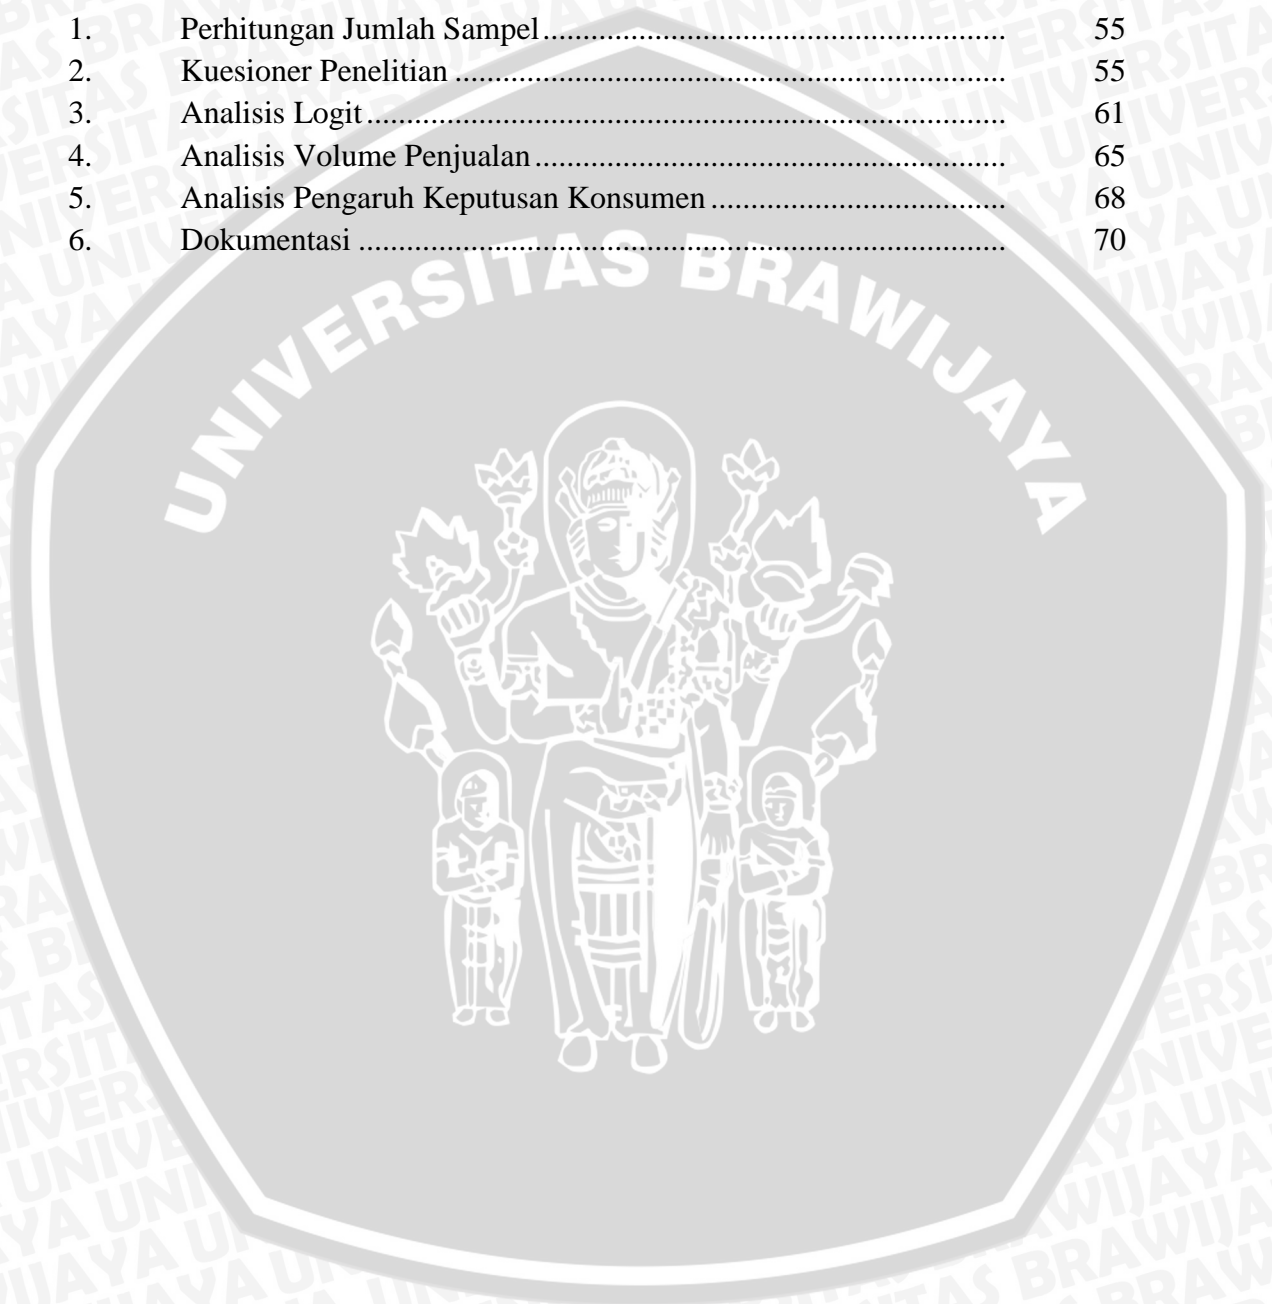 1. Perhitungan Jumlah Sampel.......................................................... 55
2. Kuesioner Penelitian ..................................................................... 55
3. Analisis Logit................................................................................ 61
4. Analisis Volume Penjualan........................................................... 65
5. Analisis Pengaruh Keputusan Konsumen ..................................... 68
6. Dokumentasi ................................................................................. 70
UNIVERSITAS BRAWIJAYA